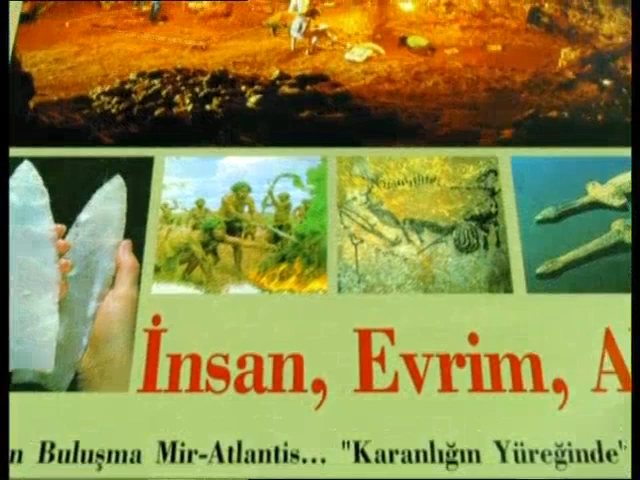 İnsan, Evrim,
Buluşma Mir-Atlantis... "Karanlığın Yüreğinde"